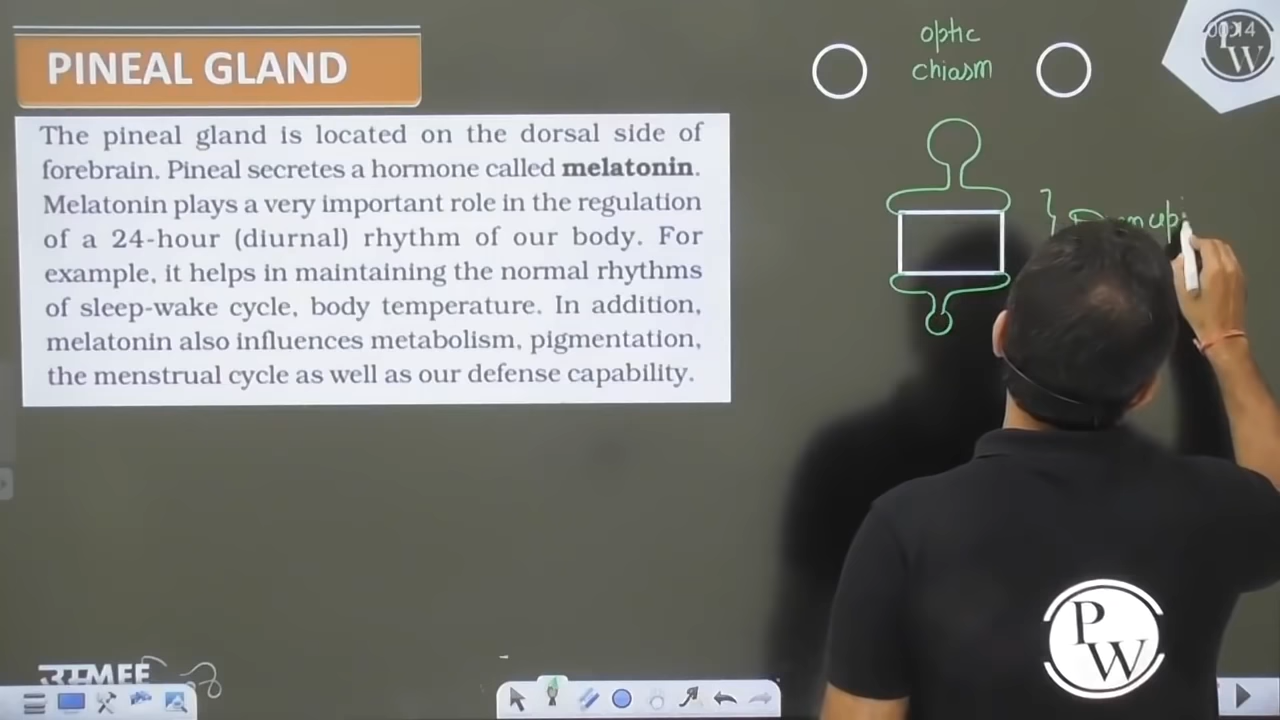 PINEAL GLAND
The pineal gland is located on the dorsal side of
forebrain. Pineal secretes a hormone called melatonin.
Melatonin plays a very important role in the regulation
of a 24-hour (diurnal) rhythm of our body. For
example, it helps in maintaining the normal rhythms
of sleep-wake cycle, body temperature. In addition,
melatonin also influences metabolism, pigmentation,
the menstrual cycle as well as our defense capability.
optic
chiasm
PW
PW